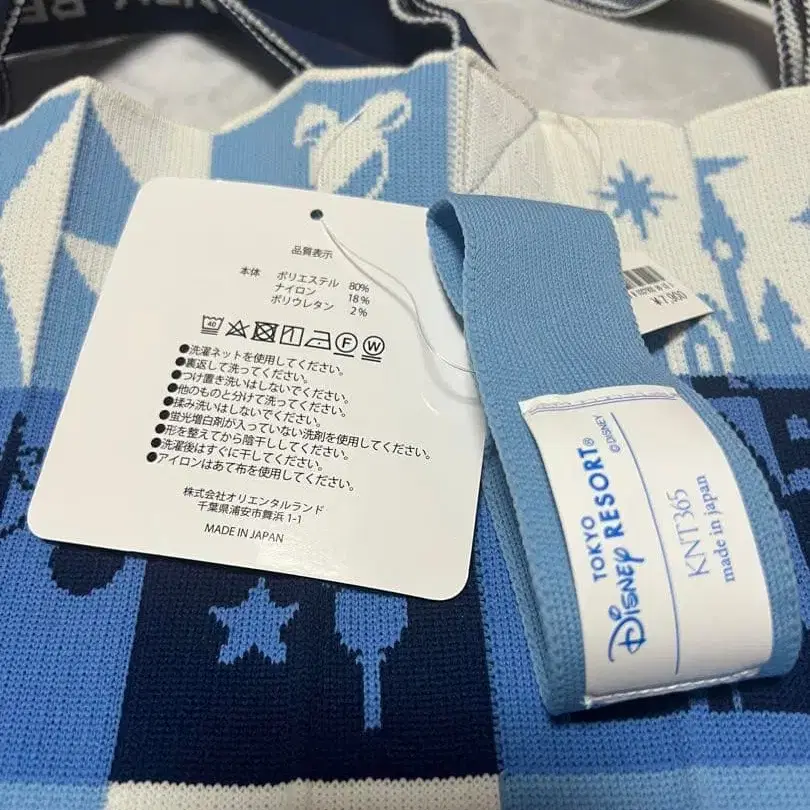 品質表示
本体 ポリエステル 80%
ナイロン 18%
ポリウレタン 2%
40
F W
●洗濯ネットを使用してください。
●裏返して洗ってください。
●つけ置き洗いはしないでください。
●他のものと分けて洗ってください。
●揉み洗いはしないでください。
●蛍光増白剤が入っていない洗剤を使用してください。
●形を整えてから陰干ししてください。
●洗濯後はすぐに干してください。
●アイロンはあて布を使用してください。
株式会社オリエンタルランド
千葉県浦安市舞浜 1-1
MADE IN JAPAN
¥7,900
TOKYO
Disney RESORT®
©DISNEY
KNT365
made in japan